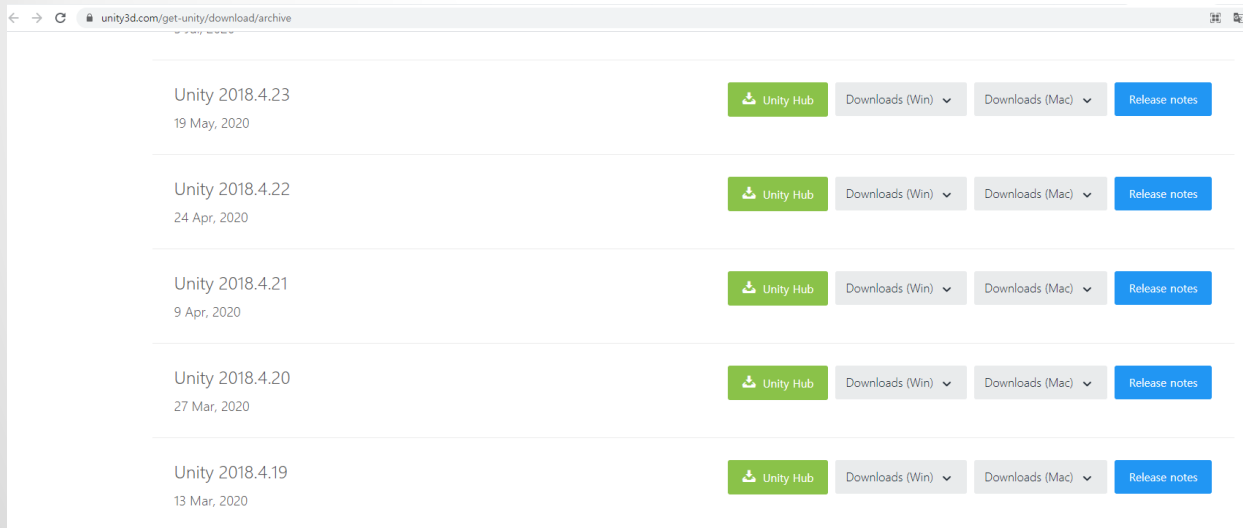 unity3d.com/get-unity/download/archive
Unity 2018.4.23
19 May, 2020
Unity Hub Downloads (Win) Downloads (Mac) Release notes
Unity 2018.4.22
24 Apr, 2020
Unity Hub Downloads (Win) Downloads (Mac) Release notes
Unity 2018.4.21
9 Apr, 2020
Unity Hub Downloads (Win) Downloads (Mac) Release notes
Unity 2018.4.20
27 Mar, 2020
Unity Hub Downloads (Win) Downloads (Mac) Release notes
Unity 2018.4.19
13 Mar, 2020
Unity Hub Downloads (Win) Downloads (Mac) Release notes